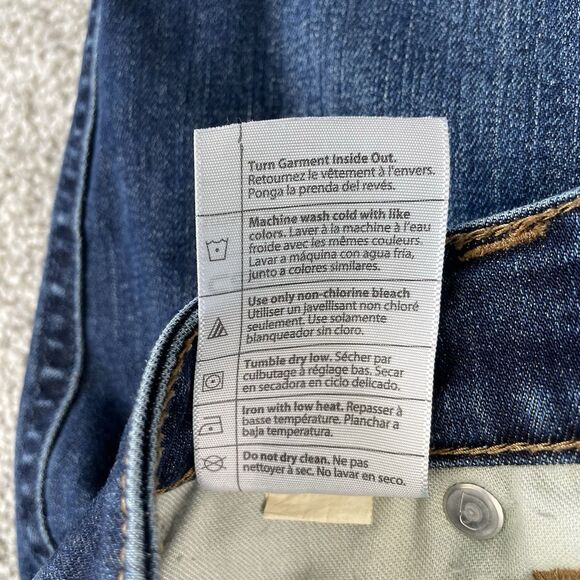 Turn Garment Inside Out.
Retournez le vêtement à l'envers.
Ponga la prenda del revés.
Machine wash cold with like
colors. Laver à la machine à l'eau
froide avec les mêmes couleurs
Lavar a máquina con agua fría,
junto a colores similares.
Use only non-chlorine bleach
Utiliser un javellisant non chloré
seulement. Use solamente
blanqueador sin cloro.
Tumble dry low. Sécher par
culbutage à réglage bas. Secar
en secadora en ciclo delicado.
Iron with low heat. Repasser à
basse température. Planchar a
baja temperatura.
Do not dry clean. Ne pas
nettoyer à sec. No lavar en seco.